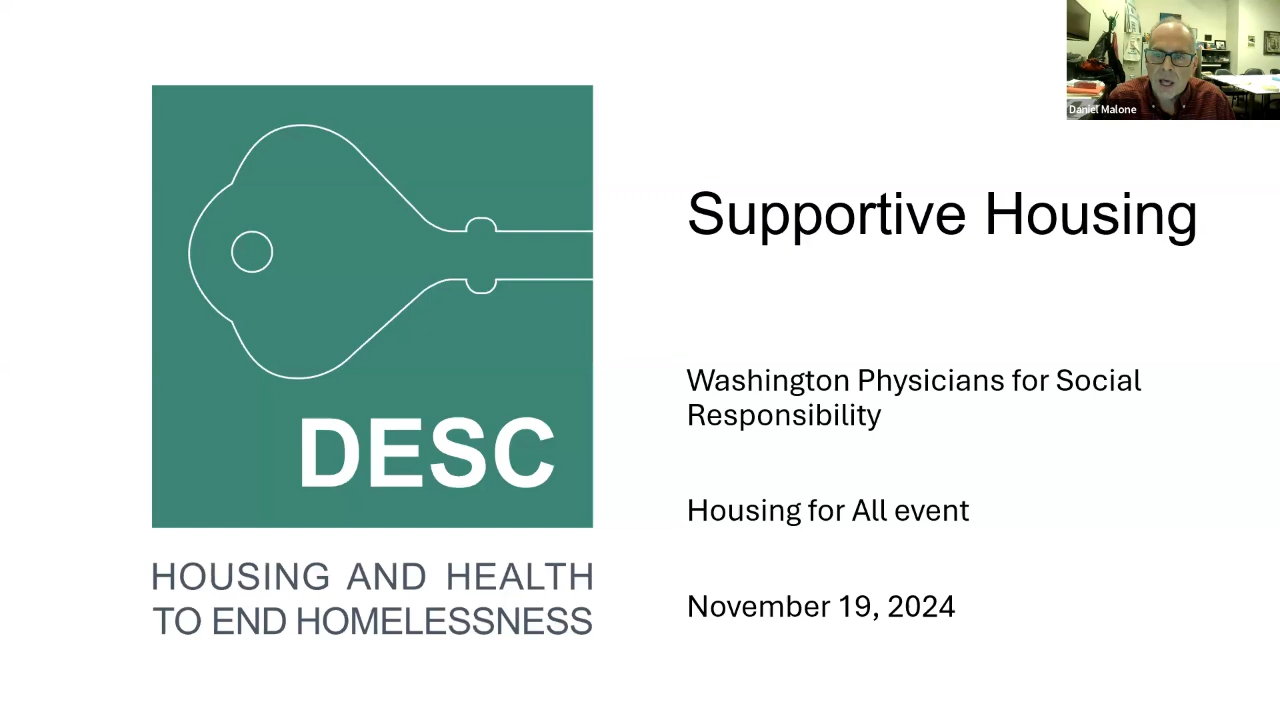 Daniel Malone
Supportive Housing
DESC
HOUSING AND HEALTH
TO END HOMELESSNESS
Washington Physicians for Social
Responsibility
Housing for All event
November 19, 2024